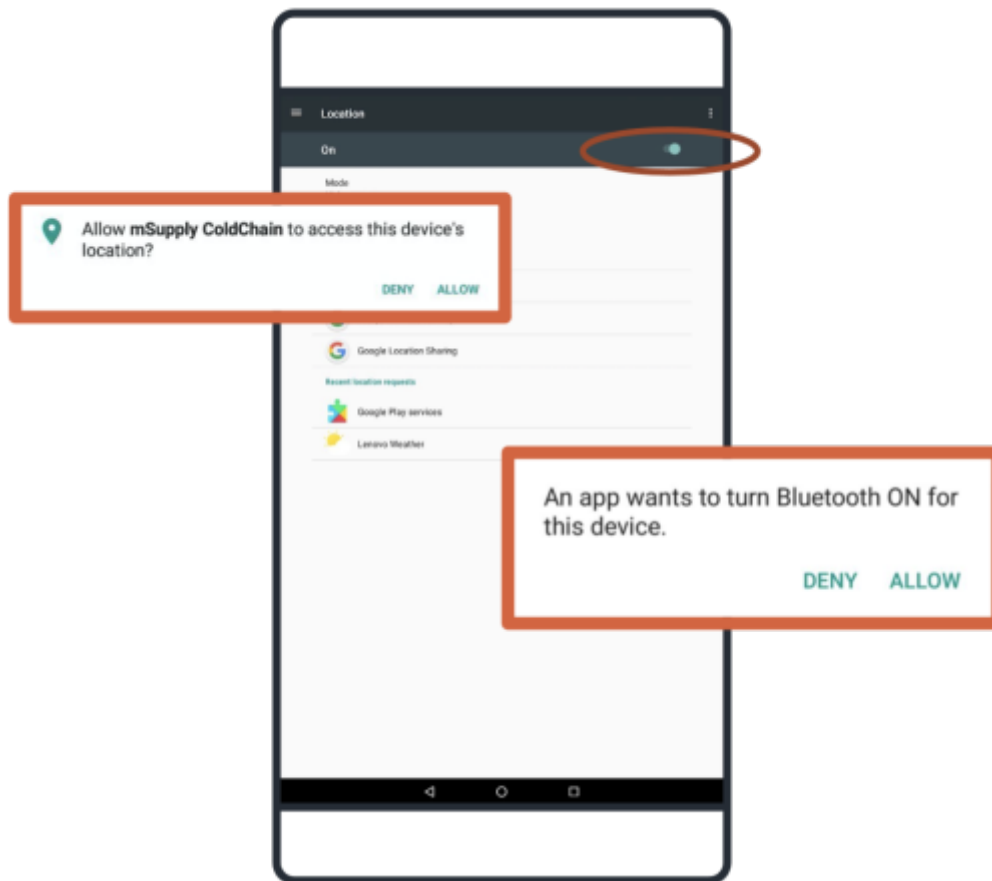 Location
On
Mode
Allow mSupply ColdChain to access this device's
location?
DENY ALLOW
Google Location Sharing
Recent location requests
Google Play services
Lenovo Weather
An app wants to turn Bluetooth ON for
this device.
DENY ALLOW